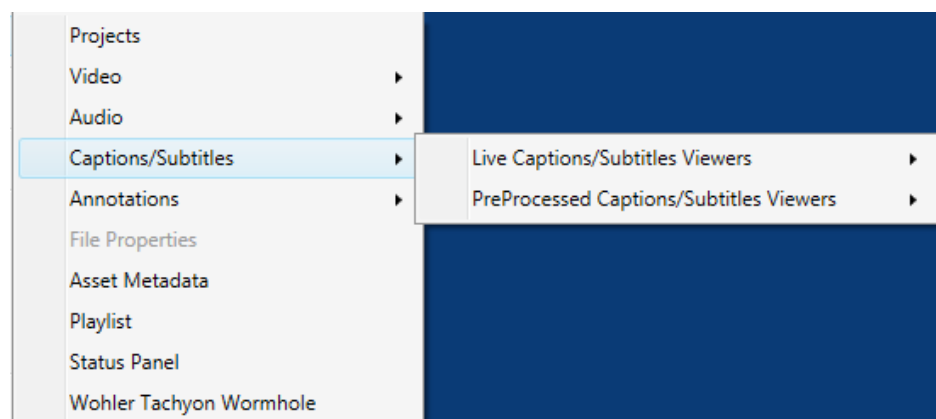 Projects
Video
Audio
Captions/Subtitles
Live Captions/Subtitles Viewers
Annotations
PreProcessed Captions/Subtitles Viewers
File Properties
Asset Metadata
Playlist
Status Panel
Wohler Tachyon Wormhole